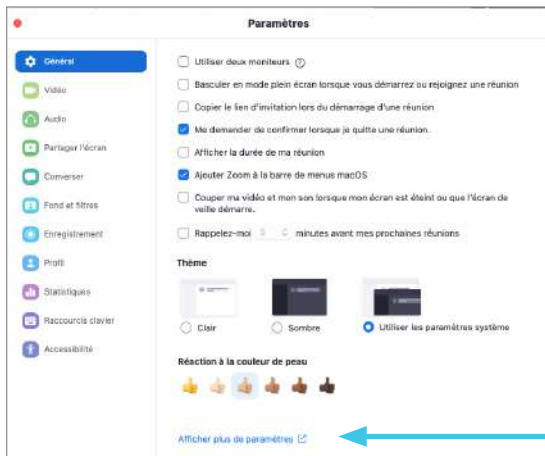 Paramètres
Général
Vidéo
Audio
Partager l'écran
Converser
Fond et filtres
Enregistrement
Profil
Statistiques
Raccourcis clavier
Accessibilité
Utiliser deux moniteurs ?
Basculer en mode plein écran lorsque vous démarrez ou rejoignez une réunion
Copier le lien d'invitation lors du démarrage d'une réunion
Me demander de confirmer lorsque je quitte une réunion.
Afficher la durée de ma réunion
Ajouter Zoom à la barre de menus macOS
Couper ma vidéo et mon son lorsque mon écran est éteint ou que l'écran de
veille démarre.
Rappelez-moi 5 minutes avant mes prochaines réunions
Thème
Clair
Sombre
Utiliser les paramètres système
Réaction à la couleur de peau
Afficher plus de paramètres